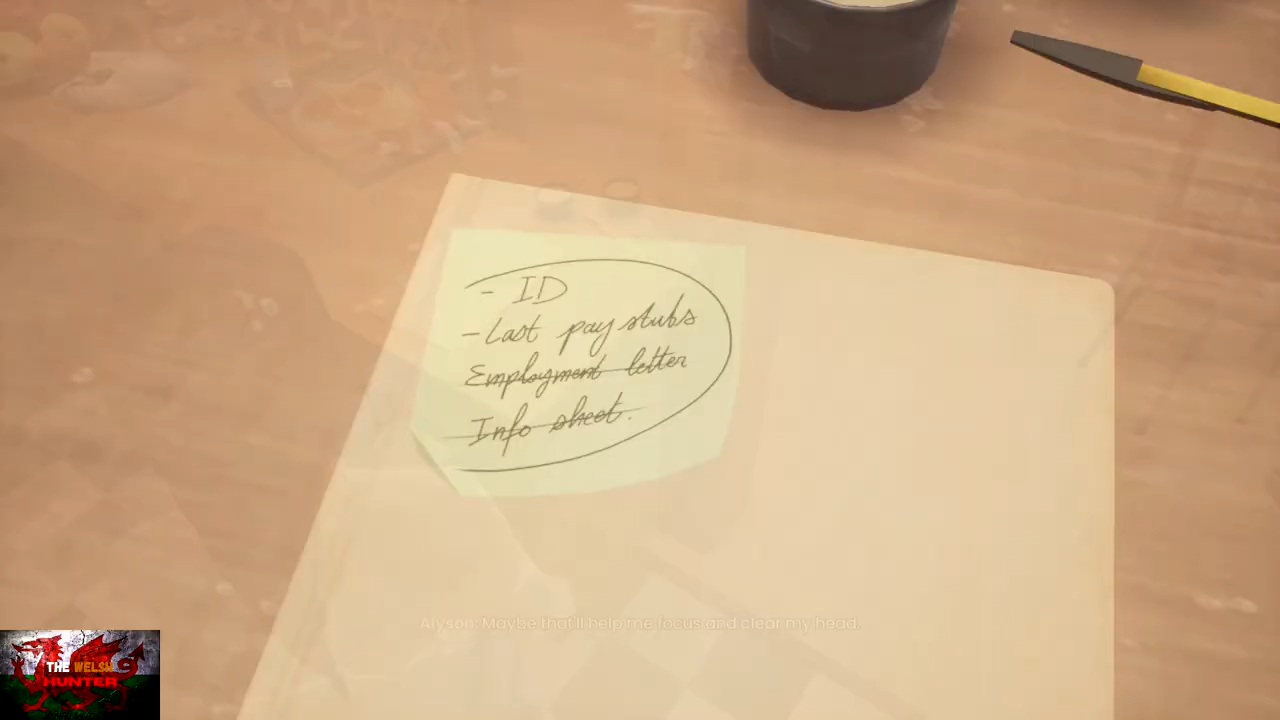 - ID
- Last pay stubs
Employment letter
Info sheet.
Alyson: Maybe that'll help me focus and clear my head.
THE WELSH
HUNTER